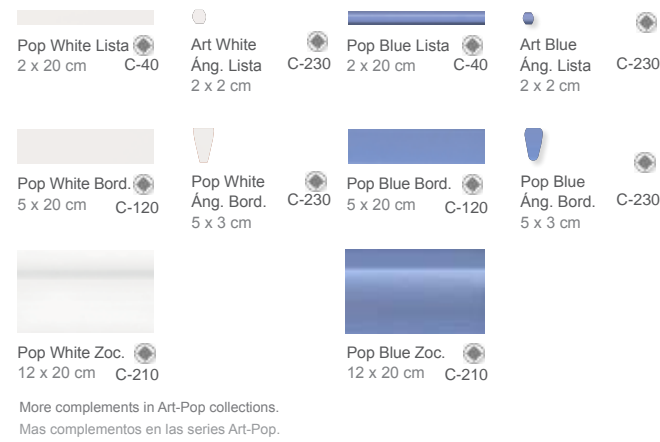 Pop White Lista
2 x 20 cm C-40
Art White
Áng. Lista C-230
2 x 2 cm
Pop Blue Lista
2 x 20 cm C-40
Art Blue
Áng. Lista C-230
2 x 2 cm
Pop White Bord.
5 x 20 cm C-120
Pop White
Áng. Bord. C-230
5 x 3 cm
Pop Blue Bord.
5 x 20 cm C-120
Pop Blue
Áng. Bord. C-230
5 x 3 cm
Pop White Zoc.
12 x 20 cm C-210
Pop Blue Zoc.
12 x 20 cm C-210
More complements in Art-Pop collections.
Mas complementos en las series Art-Pop.